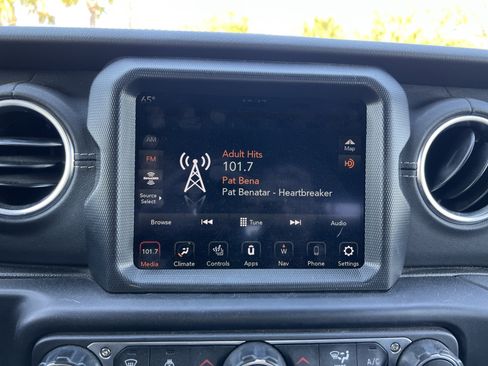 65°
AM
FM
SiriusXM
Source
Select
Adult Hits
101.7
Pat Bena
Pat Benatar - Heartbreaker
Map
Browse
Tune
Audio
101.7
Media
Climate
Controls
Apps
W
Nav
Phone
Settings
A/C